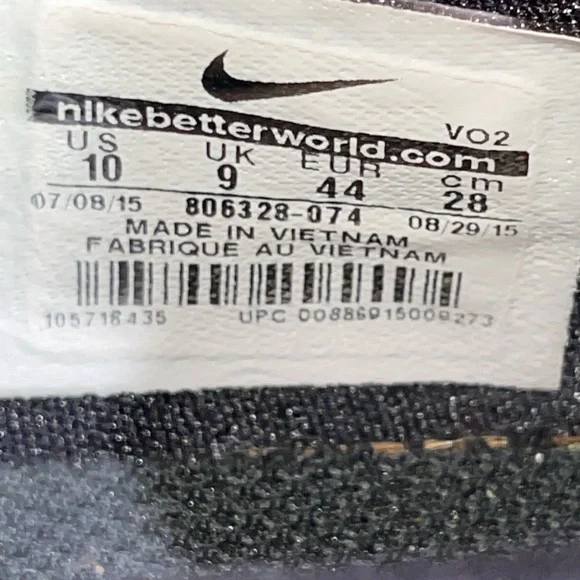 nikebetterworld.com VO2
US UK EUR cm
10 9 44 28
07/08/15 806328-074 08/29/15
MADE IN VIETNAM
FABRIQUE AU VIETNAM
105716435 UPC 00886915009273